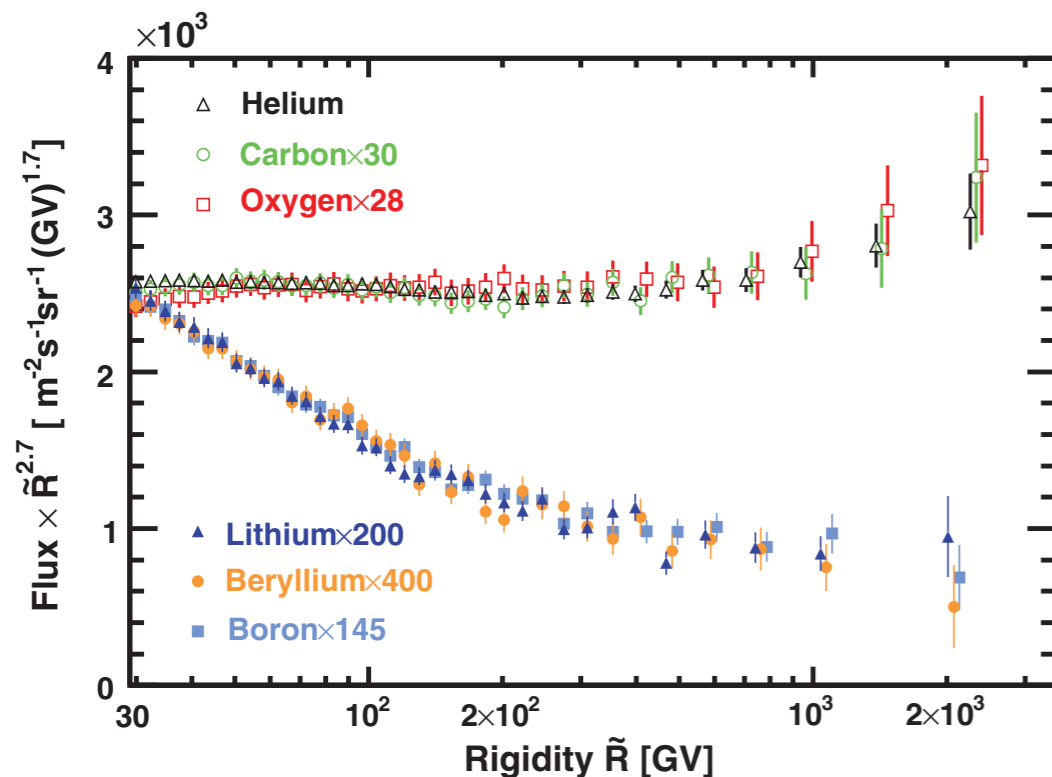 ×10³
4
3
2
1
0
Flux × R̃²·⁷ [ m⁻²s⁻¹sr⁻¹ (GV)¹·⁷ ]
Helium
Carbon×30
Oxygen×28
Lithium×200
Beryllium×400
Boron×145
30 10² 2×10² 10³ 2×10³
Rigidity R̃ [GV]